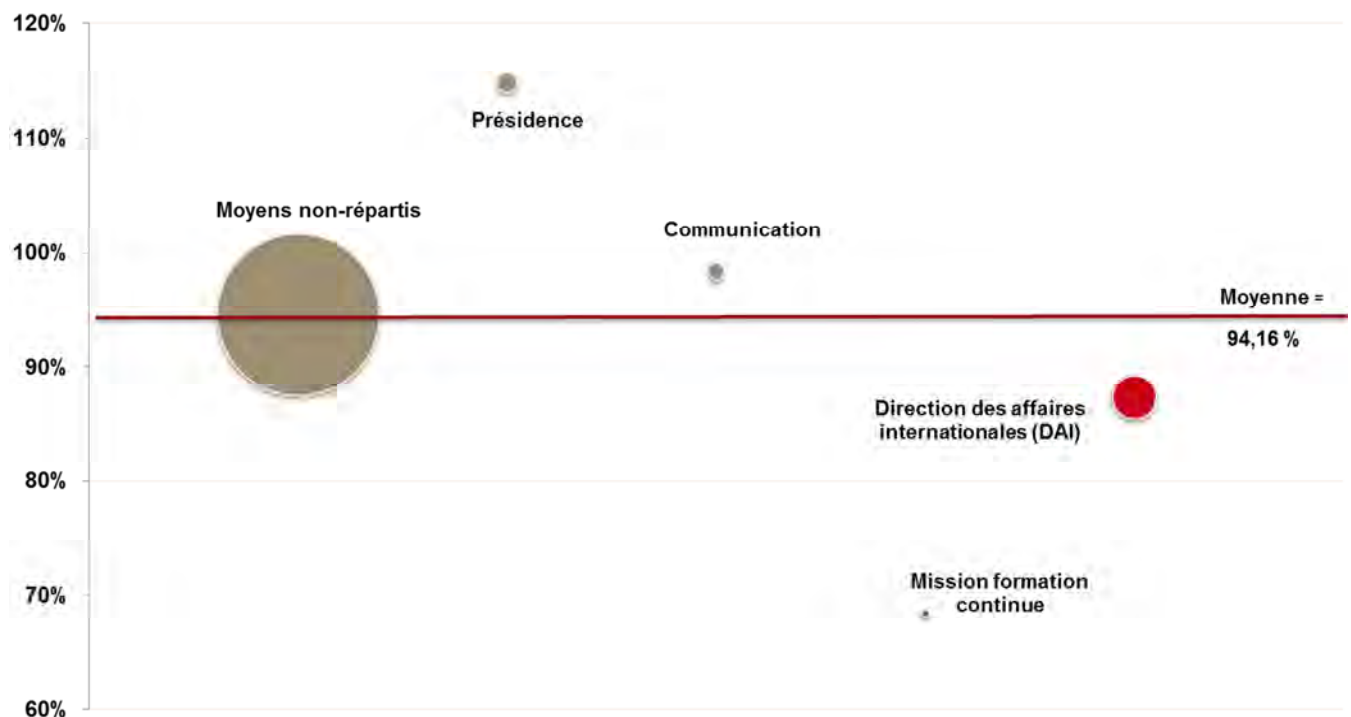 120%
Présidence
110%
Moyens non-répartis
Communication
100%
Moyenne =
94,16 %
90%
Direction des affaires
internationales (DAI)
80%
Mission formation
continue
70%
60%